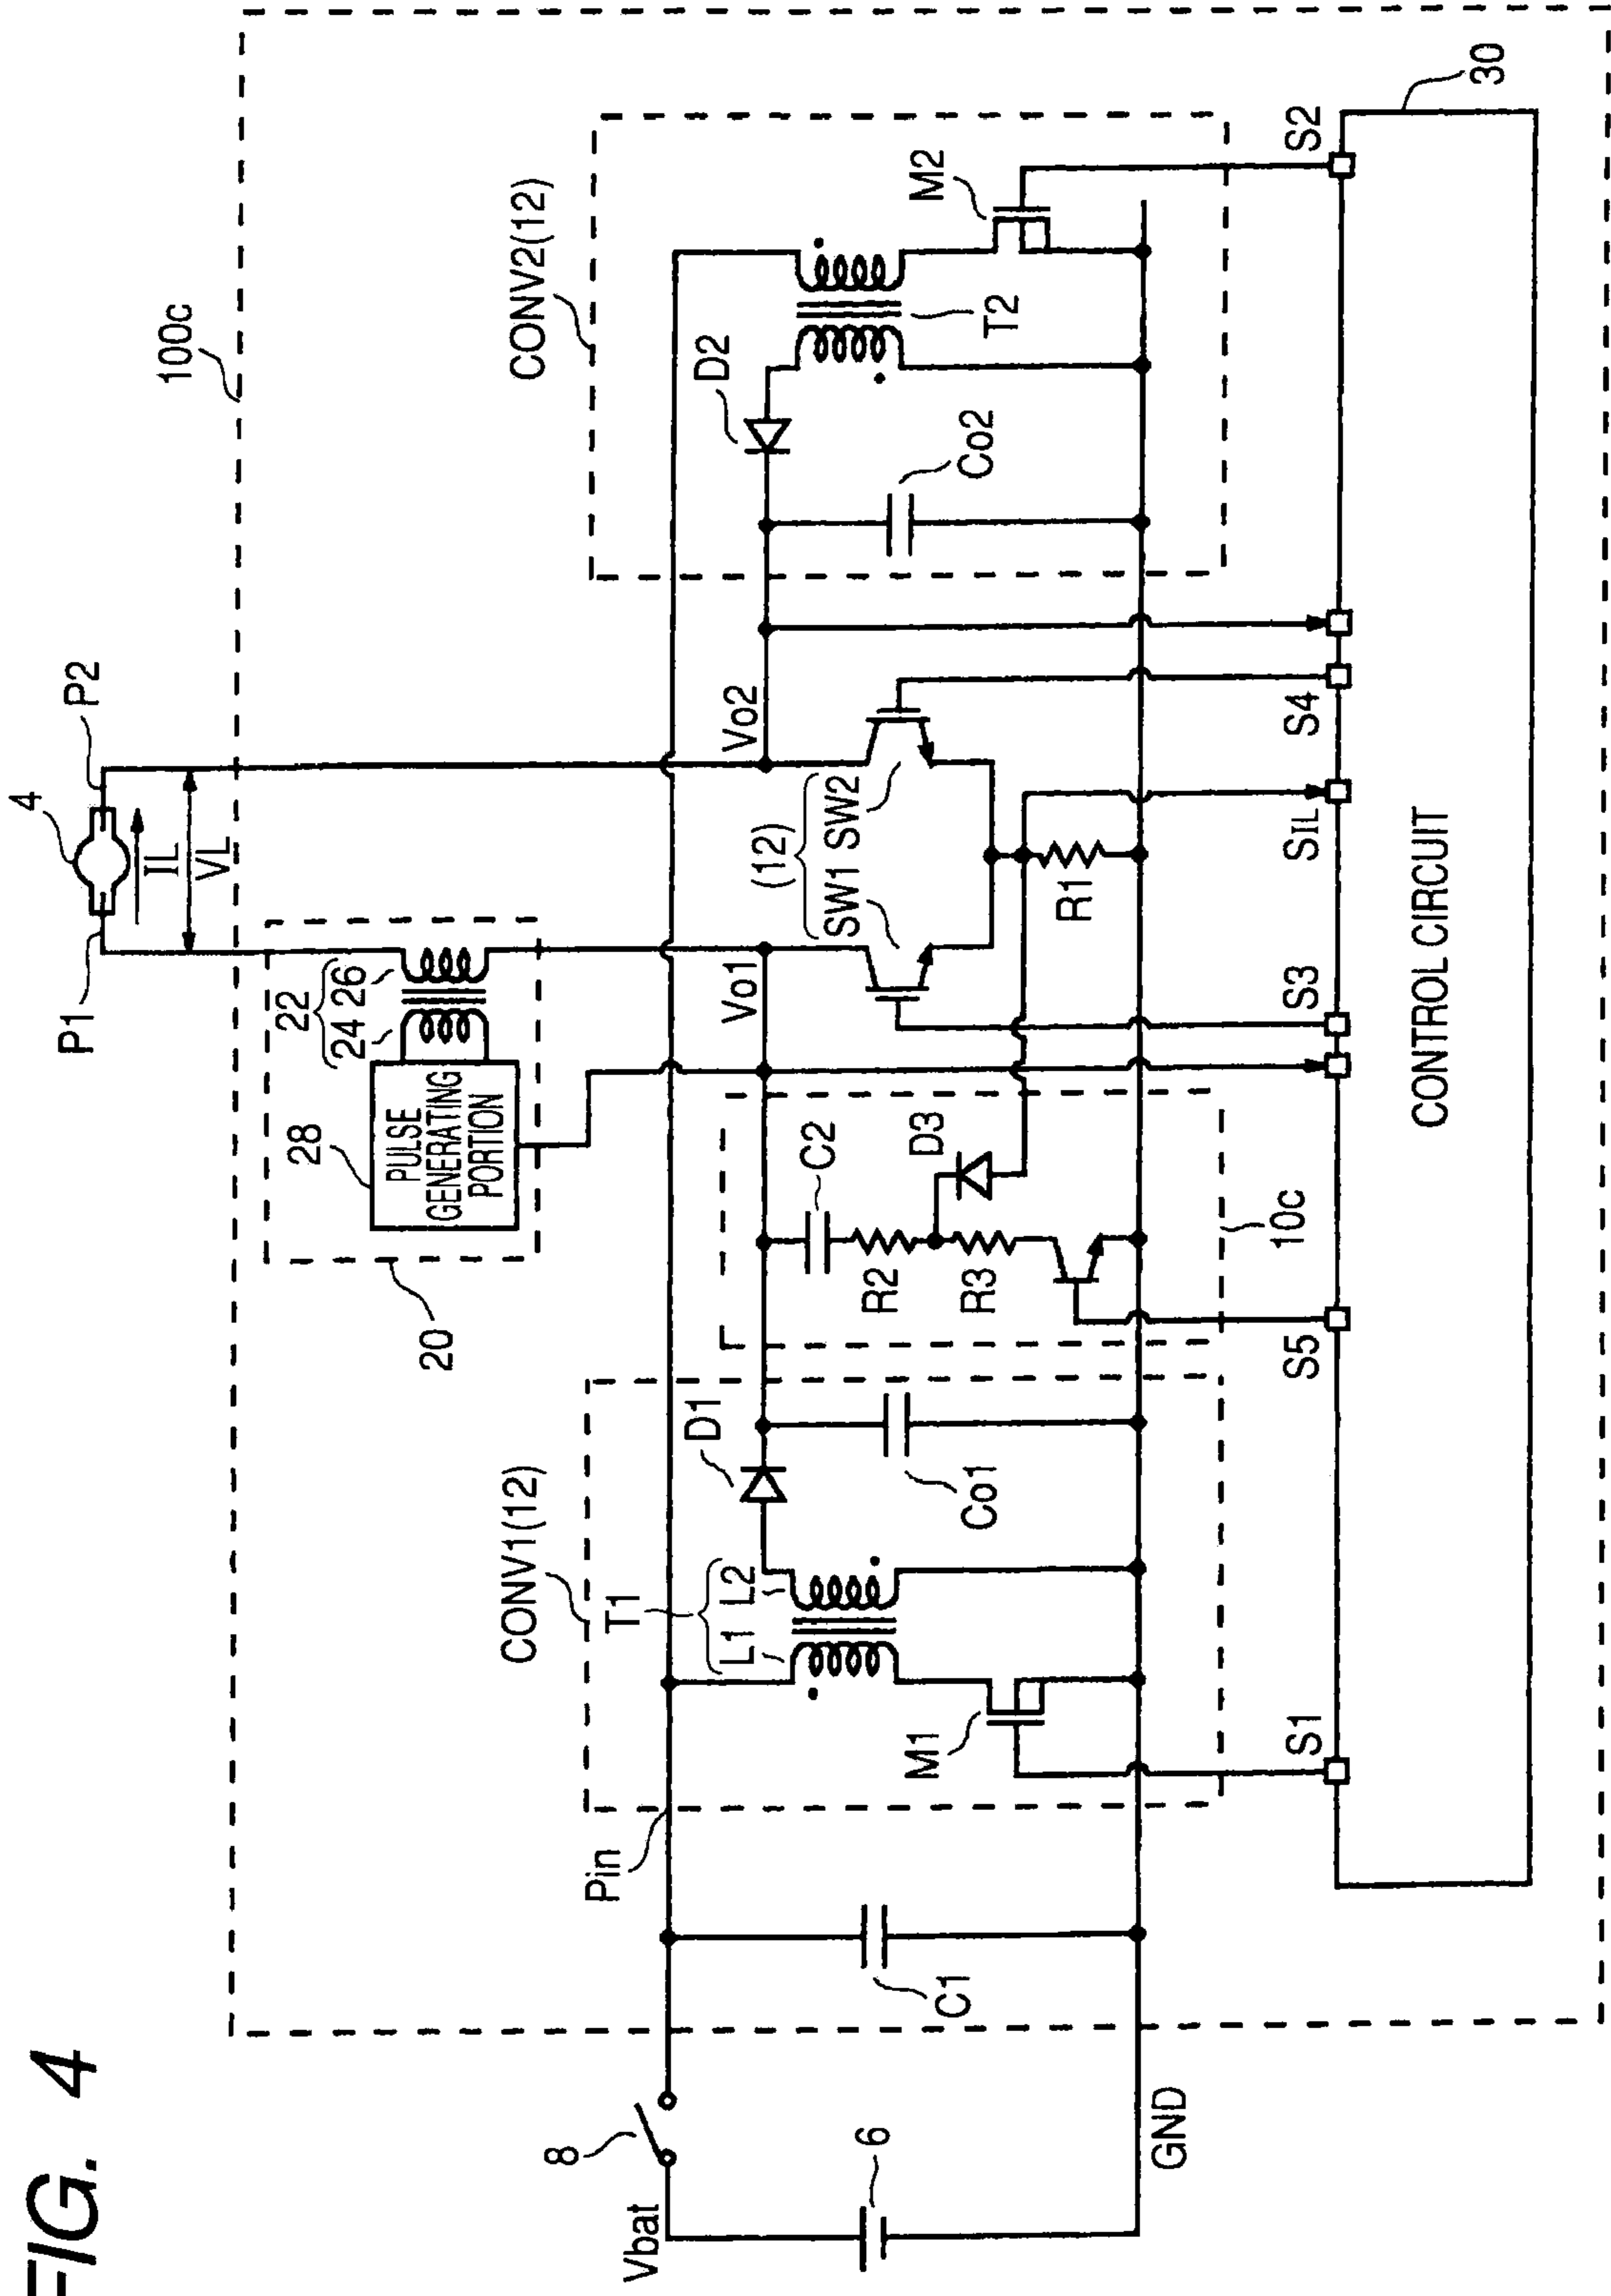 FIG. 4
100c
4
P1
P2
IL
VL
20
22
24 26
28
PULSE
GENERATING
PORTION
8
Vbat
6
GND
Pin
C1
CONV1(12)
T1
L1 L2
D1
Co1
M1
Vo1
C2
R2
R3
D3
10c
(12)
SW1 SW2
R1
Vo2
CONV2(12)
D2
Co2
T2
M2
S1
S5
S3
SIL
S4
S2
CONTROL CIRCUIT
30